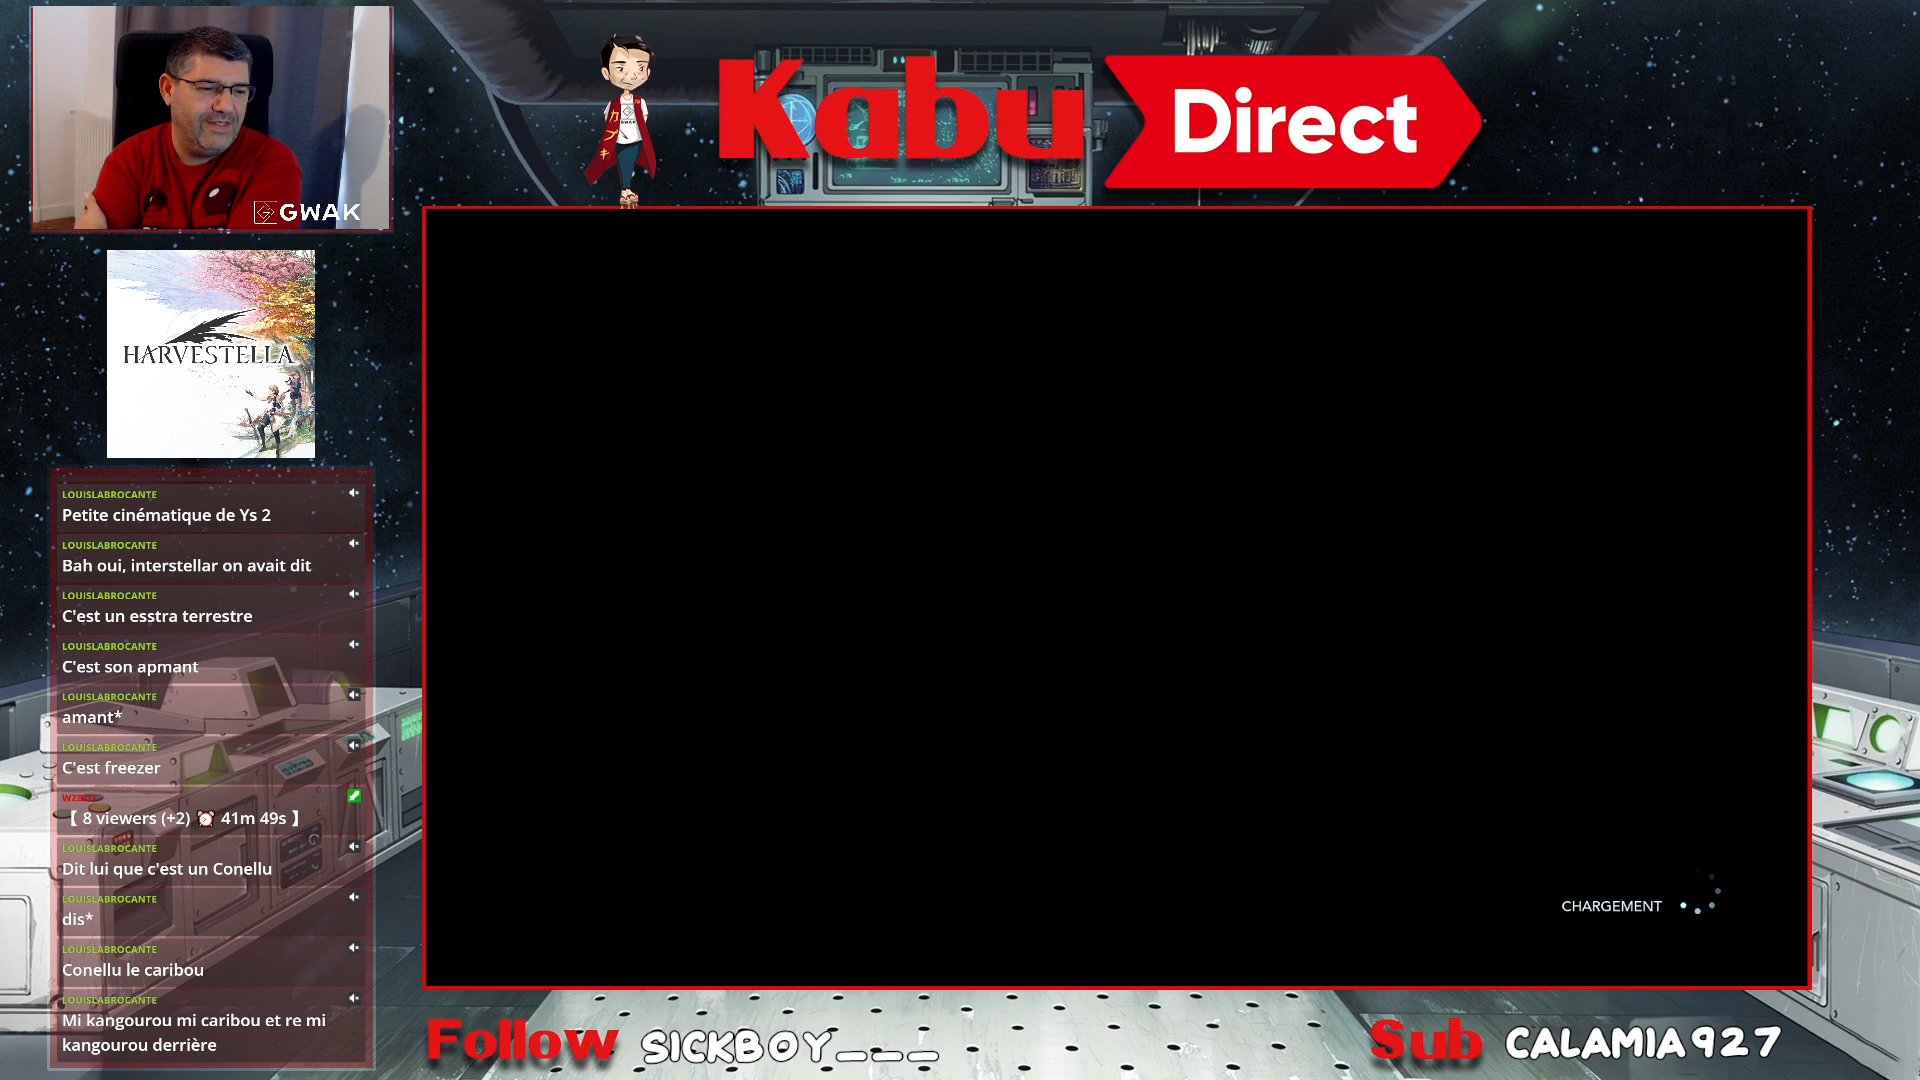 Kabu Direct
GWAK
HARVESTELLA
LOUISLABROCANTE
Petite cinématique de Ys 2
LOUISLABROCANTE
Bah oui, interstellar on avait dit
LOUISLABROCANTE
C'est un esstra terrestre
LOUISLABROCANTE
C'est son apmant
LOUISLABROCANTE
amant*
LOUISLABROCANTE
C'est freezer
WZBOT
【 8 viewers (+2) ⏰ 41m 49s 】
LOUISLABROCANTE
Dit lui que c'est un Conellu
LOUISLABROCANTE
dis*
LOUISLABROCANTE
Conellu le caribou
LOUISLABROCANTE
Mi kangourou mi caribou et re mi
kangourou derrière
CHARGEMENT
Follow SICKBOY___
Sub CALAMIA927